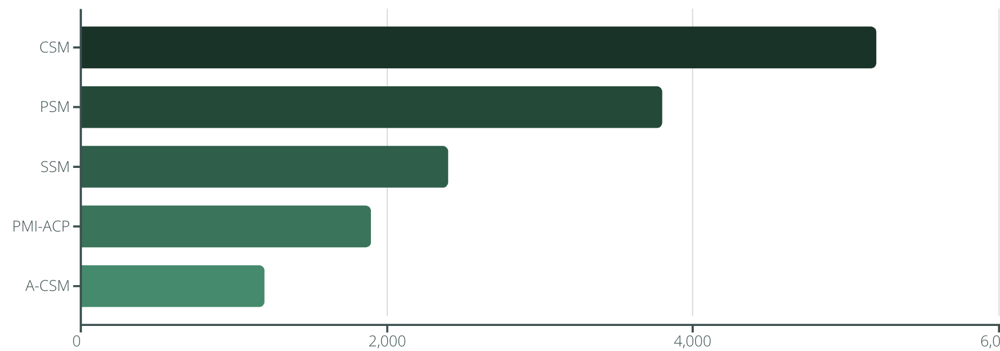 CSM
PSM
SSM
PMI-ACP
A-CSM
0 2,000 4,000 6,0